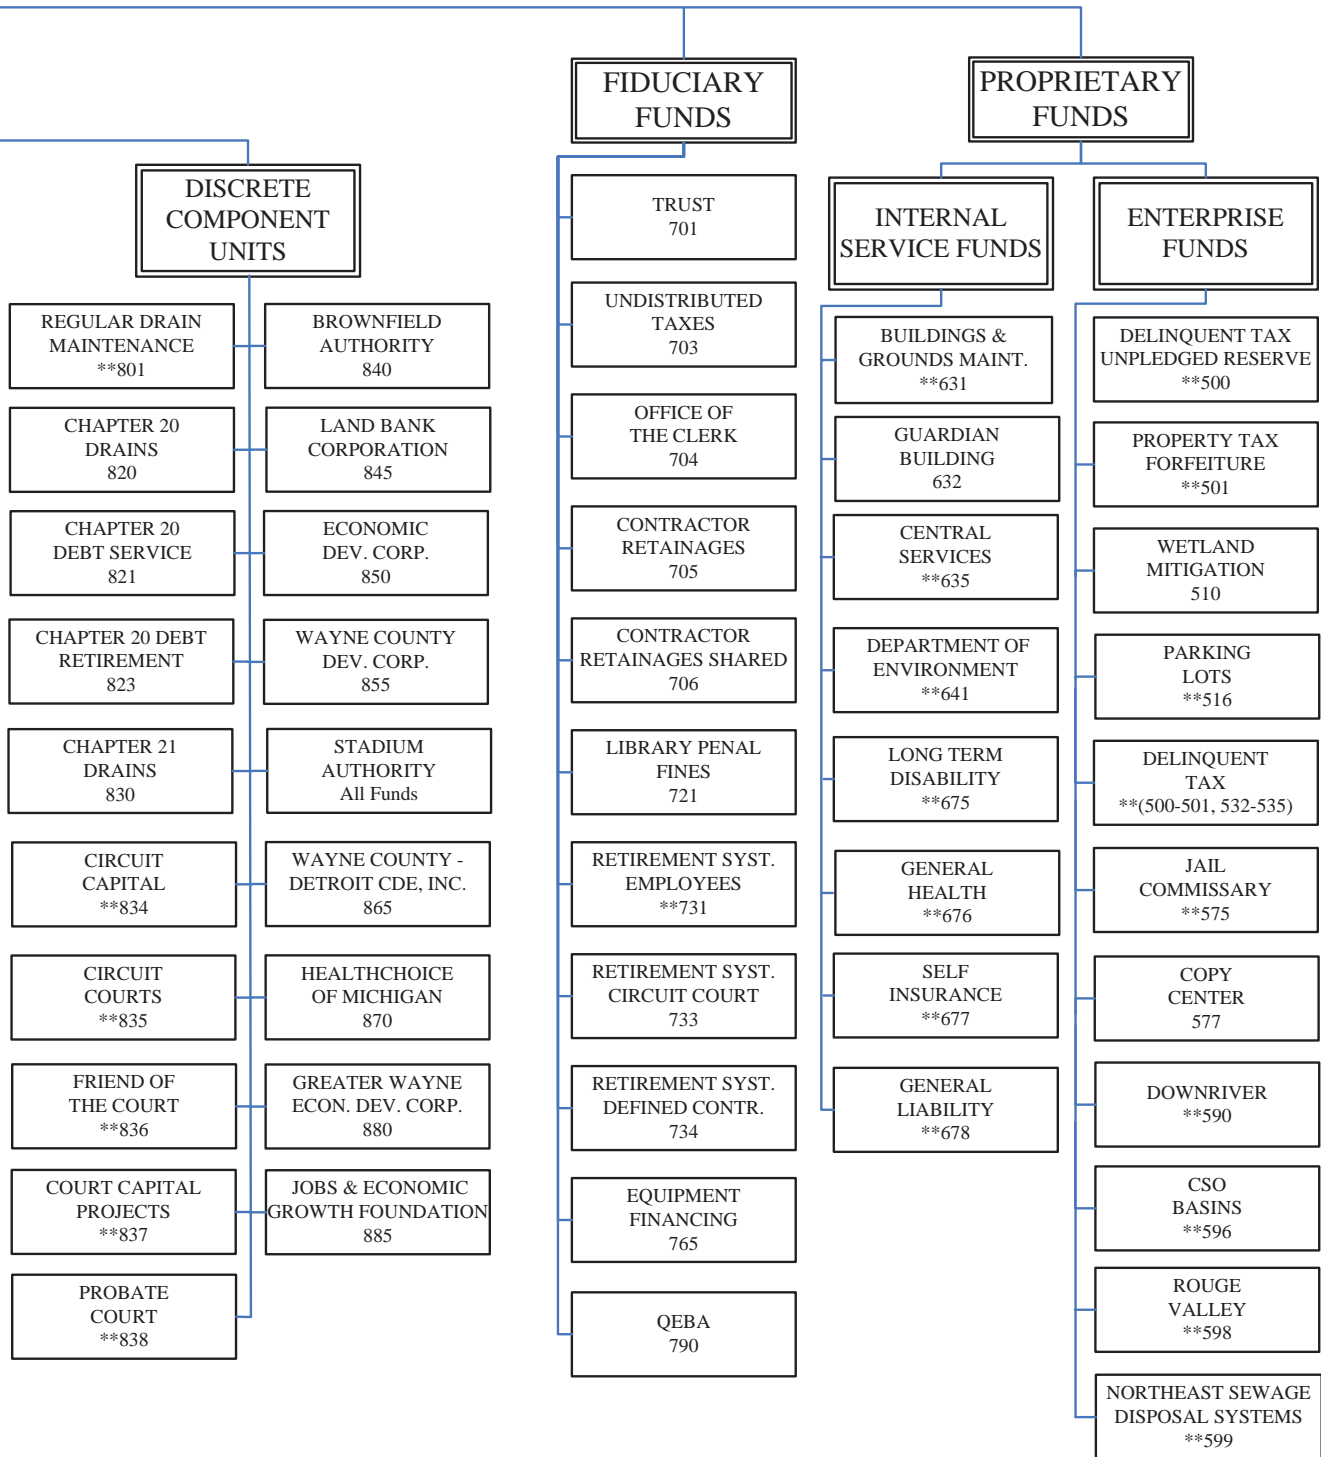 FIDUCIARY
FUNDS
PROPRIETARY
FUNDS
DISCRETE
COMPONENT
UNITS
REGULAR DRAIN
MAINTENANCE
**801
BROWNFIELD
AUTHORITY
840
CHAPTER 20
DRAINS
820
LAND BANK
CORPORATION
845
CHAPTER 20
DEBT SERVICE
821
ECONOMIC
DEV. CORP.
850
CHAPTER 20 DEBT
RETIREMENT
823
WAYNE COUNTY
DEV. CORP.
855
CHAPTER 21
DRAINS
830
STADIUM
AUTHORITY
All Funds
CIRCUIT
CAPITAL
**834
WAYNE COUNTY -
DETROIT CDE, INC.
865
CIRCUIT
COURTS
**835
HEALTHCHOICE
OF MICHIGAN
870
FRIEND OF
THE COURT
**836
GREATER WAYNE
ECON. DEV. CORP.
880
COURT CAPITAL
PROJECTS
**837
JOBS & ECONOMIC
GROWTH FOUNDATION
885
PROBATE
COURT
**838
TRUST
701
UNDISTRIBUTED
TAXES
703
OFFICE OF
THE CLERK
704
CONTRACTOR
RETAINAGES
705
CONTRACTOR
RETAINAGES SHARED
706
LIBRARY PENAL
FINES
721
RETIREMENT SYST.
EMPLOYEES
**731
RETIREMENT SYST.
CIRCUIT COURT
733
RETIREMENT SYST.
DEFINED CONTR.
734
EQUIPMENT
FINANCING
765
QEBA
790
INTERNAL
SERVICE FUNDS
BUILDINGS &
GROUNDS MAINT.
**631
GUARDIAN
BUILDING
632
CENTRAL
SERVICES
**635
DEPARTMENT OF
ENVIRONMENT
**641
LONG TERM
DISABILITY
**675
GENERAL
HEALTH
**676
SELF
INSURANCE
**677
GENERAL
LIABILITY
**678
ENTERPRISE
FUNDS
DELINQUENT TAX
UNPLEDGED RESERVE
**500
PROPERTY TAX
FORFEITURE
**501
WETLAND
MITIGATION
510
PARKING
LOTS
**516
DELINQUENT
TAX
**(500-501, 532-535)
JAIL
COMMISSARY
**575
COPY
CENTER
577
DOWNRIVER
**590
CSO
BASINS
**596
ROUGE
VALLEY
**598
NORTHEAST SEWAGE
DISPOSAL SYSTEMS
**599